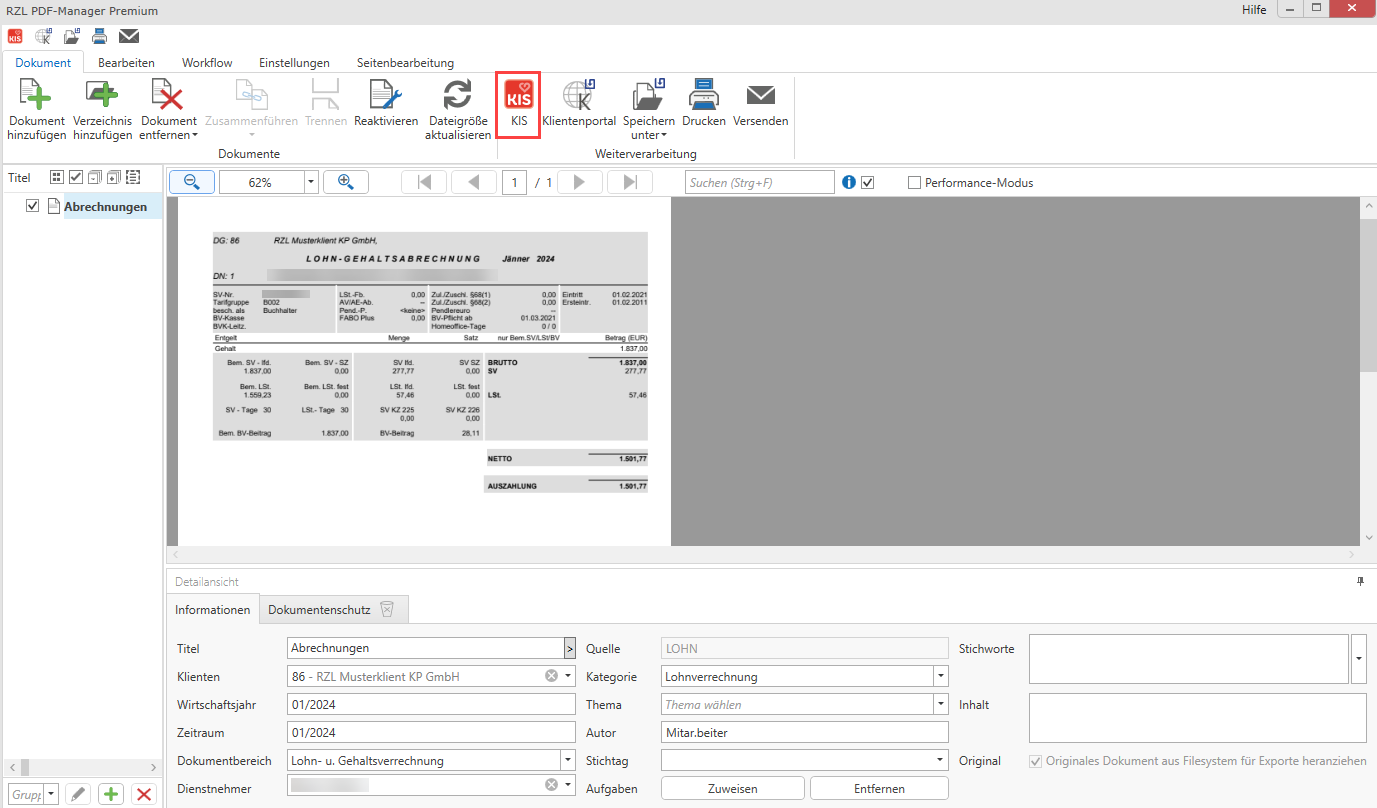 RZL PDF-Manager Premium
Hilfe
KIS K
Dokument Bearbeiten Workflow Einstellungen Seitenbearbeitung
KIS K
Dokument Verzeichnis Dokument Zusammenführen Trennen Reaktivieren Dateigröße KIS Klientenportal Speichern Drucken Versenden
hinzufügen hinzufügen entfernen aktualisieren unter
Dokumente Weiterverarbeitung
Titel 62% 1 / 1 Suchen (Strg+F) Performance-Modus
Abrechnungen
DG: 86 RZL Musterklient KP GmbH,
LOHN-GEHALTSABRECHNUNG Jänner 2024
DN: 1
SV-Nr. LSt.-Fb. 0,00 Zul./Zuschl. §68(1) 0,00 Eintritt 01.02.2021
Tarifgruppe B002 AV/AE-Ab. -- Zul./Zuschl. §68(2) 0,00 Ersteintr. 01.02.2011
besch. als Buchhalter Pend.-P. <keine> Pendlereuro --
BV-Kasse FABO Plus 0,00 BV-Pflicht ab 01.03.2021
BVK-Leitz. Homeoffice-Tage 0 / 0
Entgelt Menge Satz nur Bem.SV/LSt/BV Betrag (EUR)
Gehalt 1.837,00
Bem. SV - lfd. Bem. SV - SZ SV lfd. SV SZ BRUTTO 1.837,00
1.837,00 0,00 277,77 0,00 SV 277,77
Bem. LSt. Bem. LSt. fest LSt. lfd. LSt. fest
1.559,23 0,00 57,46 0,00 LSt. 57,46
SV - Tage 30 LSt.- Tage 30 SV KZ 225 SV KZ 226
0,00 0,00
Bem. BV-Beitrag 1.837,00 BV-Beitrag 28,11
NETTO 1.501,77
AUSZAHLUNG 1.501,77
Detailansicht
Informationen Dokumentenschutz
Titel Abrechnungen > Quelle LOHN Stichworte
Klienten 86 - RZL Musterklient KP GmbH Kategorie Lohnverrechnung
Wirtschaftsjahr 01/2024 Thema Thema wählen Inhalt
Zeitraum 01/2024 Autor Mitar.beiter
Dokumentbereich Lohn- u. Gehaltsverrechnung Stichtag Original Originales Dokument aus Filesystem für Exporte heranziehen
Dienstnehmer Aufgaben Zuweisen Entfernen
Grupp